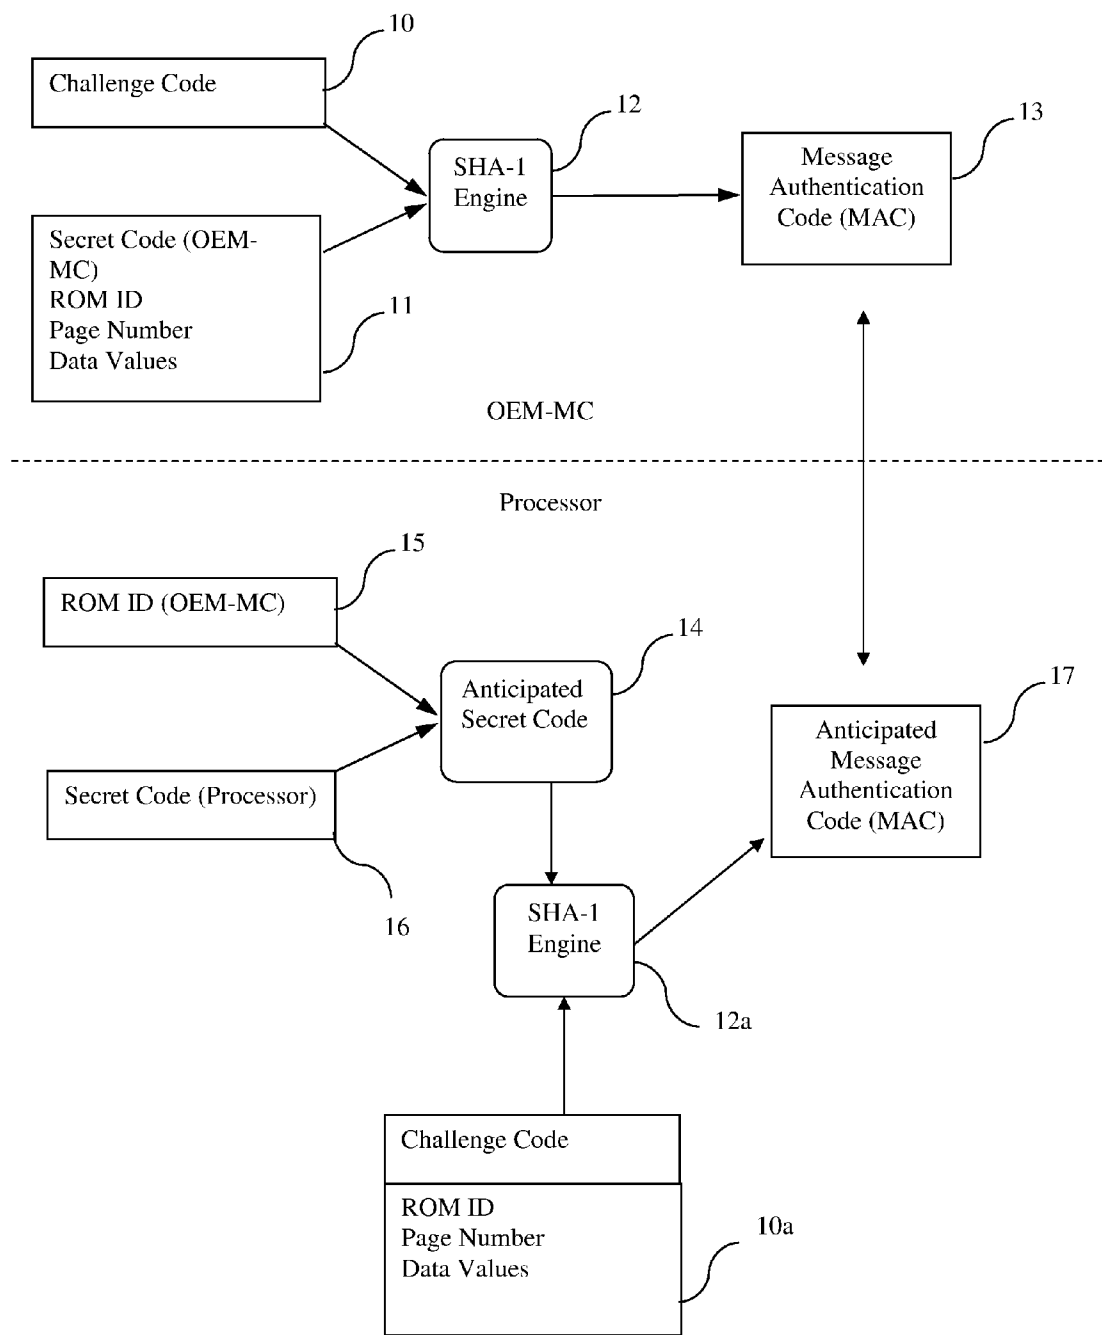 10
Challenge Code
12
13
SHA-1
Engine
Message
Authentication
Code (MAC)
Secret Code (OEM-
MC)
ROM ID
Page Number
Data Values
11
OEM-MC
Processor
15
ROM ID (OEM-MC)
14
Anticipated
Secret Code
17
Anticipated
Message
Authentication
Code (MAC)
Secret Code (Processor)
16
SHA-1
Engine
12a
Challenge Code
ROM ID
Page Number
Data Values
10a